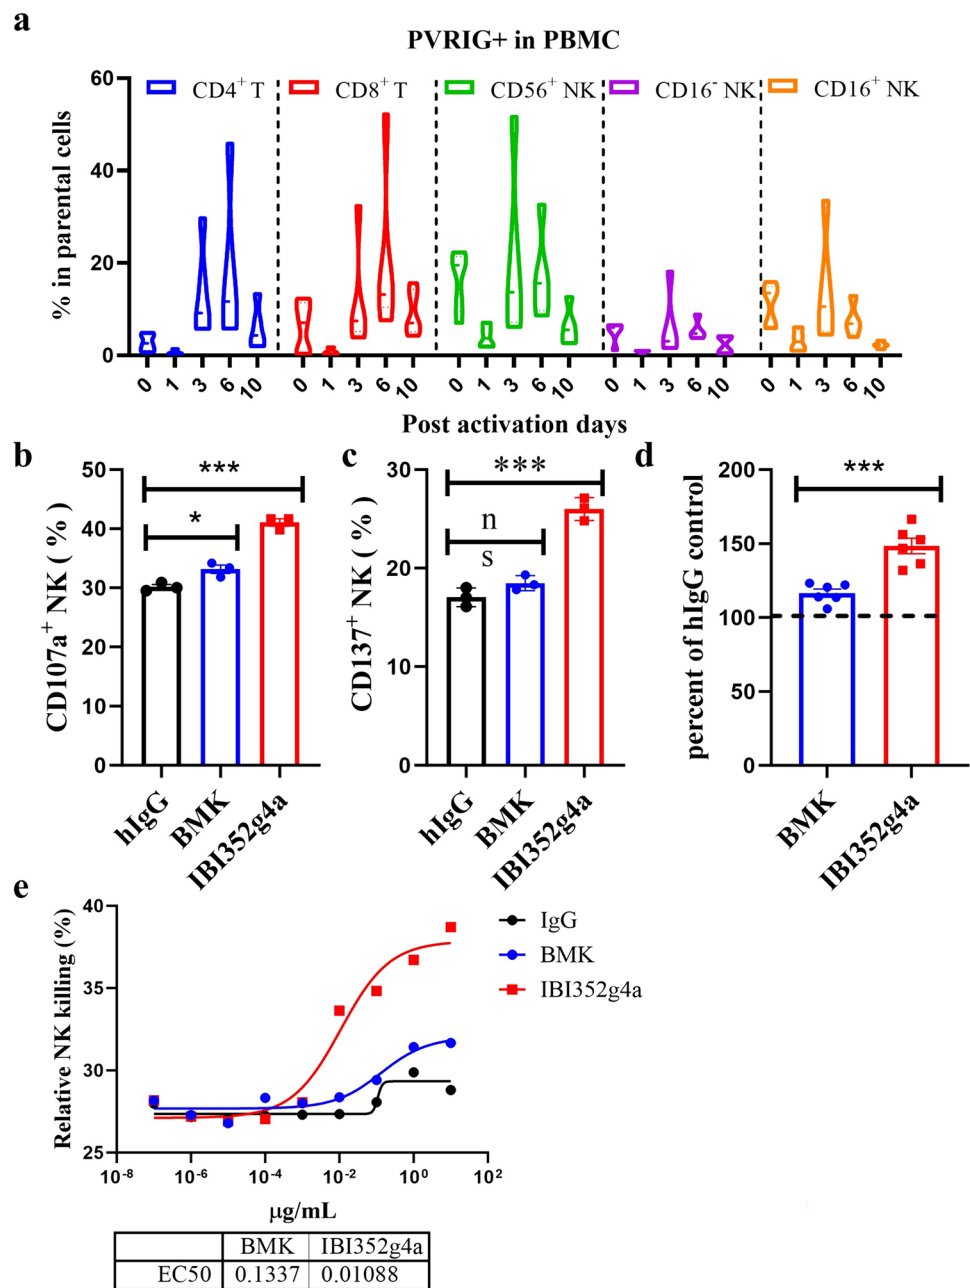 a
PVRIG+ in PBMC
CD4+ T
CD8+ T
CD56+ NK
CD16- NK
CD16+ NK
% in parental cells
60
40
20
0
0 1 3 6 10 0 1 3 6 10 0 1 3 6 10 0 1 3 6 10 0 1 3 6 10
Post activation days
b
CD107a+ NK ( % )
50
40
30
20
10
0
***
*
hIgG
BMK
IBI352g4a
c
CD137+ NK ( % )
30
20
10
0
***
n
s
hIgG
BMK
IBI352g4a
d
percent of hIgG control
200
150
100
50
0
***
BMK
IBI352g4a
e
Relative NK killing (%)
40
35
30
25
10-8 10-6 10-4 10-2 100 102
μg/mL
IgG
BMK
IBI352g4a
BMK IBI352g4a
EC50 0.1337 0.01088